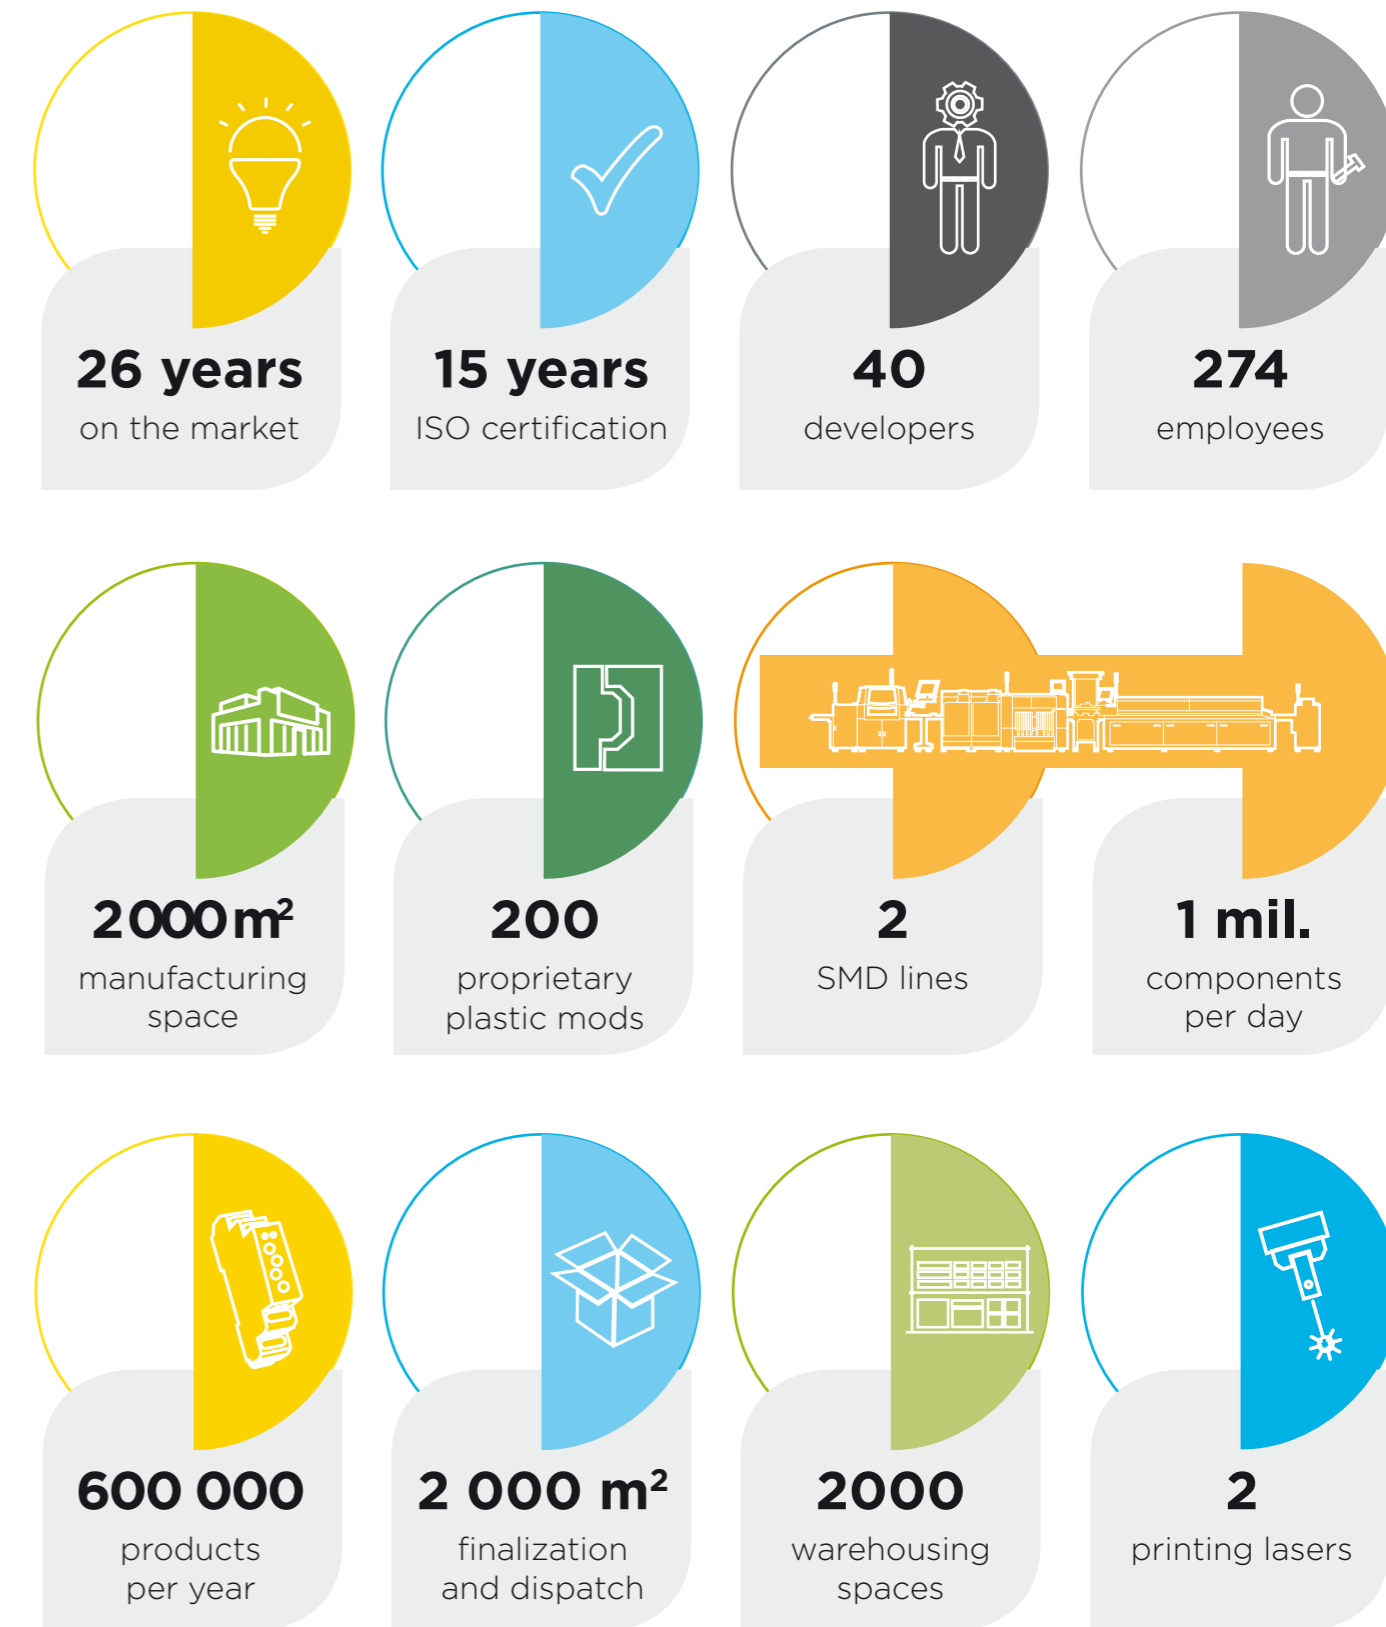 26 years
on the market
15 years
ISO certification
40
developers
274
employees
2000 m²
manufacturing
space
200
proprietary
plastic mods
2
SMD lines
1 mil.
components
per day
600 000
products
per year
2 000 m²
finalization
and dispatch
2000
warehousing
spaces
2
printing lasers